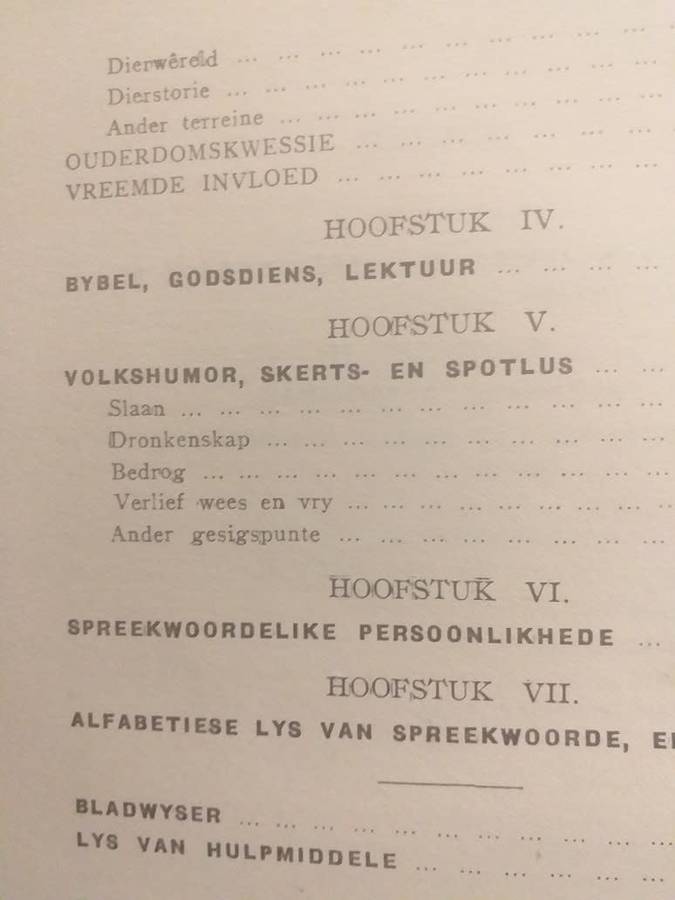 Dierwêreld ... ... ... ... ... ... ... ... ... ...
Dierstorie ... ... ... ... ... ... ... ... ... ... ...
Ander terreine ... ... ... ... ... ... ... ... ...
OUDERDOMSKWESSIE ... ... ... ... ... ... ...
VREEMDE INVLOED ... ... ... ... ... ... ... ...
HOOFSTUK IV.
BYBEL, GODSDIENS, LEKTUUR ... ... ... ...
HOOFSTUK V.
VOLKSHUMOR, SKERTS- EN SPOTLUS ... ...
Slaan ... ... ... ... ... ... ... ... ... ... ... ...
Dronkenskap ... ... ... ... ... ... ... ... ... ...
Bedrog ... ... ... ... ... ... ... ... ... ... ...
Verlief wees en vry ... ... ... ... ... ... ... ...
Ander gesigspunte ... ... ... ... ... ... ... ...
HOOFSTUK VI.
SPREEKWOORDELIKE PERSOONLIKHEDE ...
HOOFSTUK VII.
ALFABETIESE LYS VAN SPREEKWOORDE,
BLADWYSER ... ... ... ... ... ... ... ... ... ... ...
LYS VAN HULPMIDDELE ... ... ... ... ... ... ...